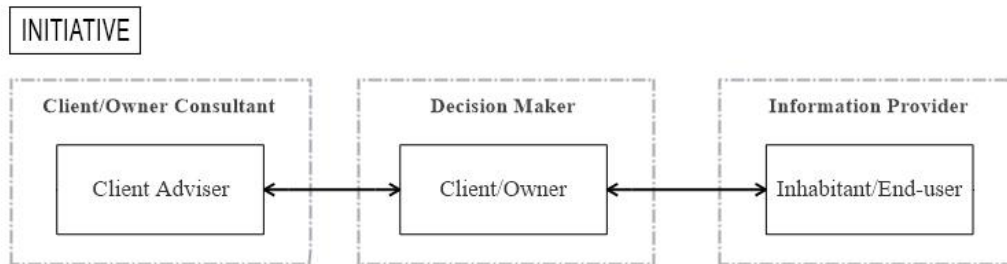 INITIATIVE
Client/Owner Consultant
Decision Maker
Information Provider
Client Adviser
Client/Owner
Inhabitant/End-user